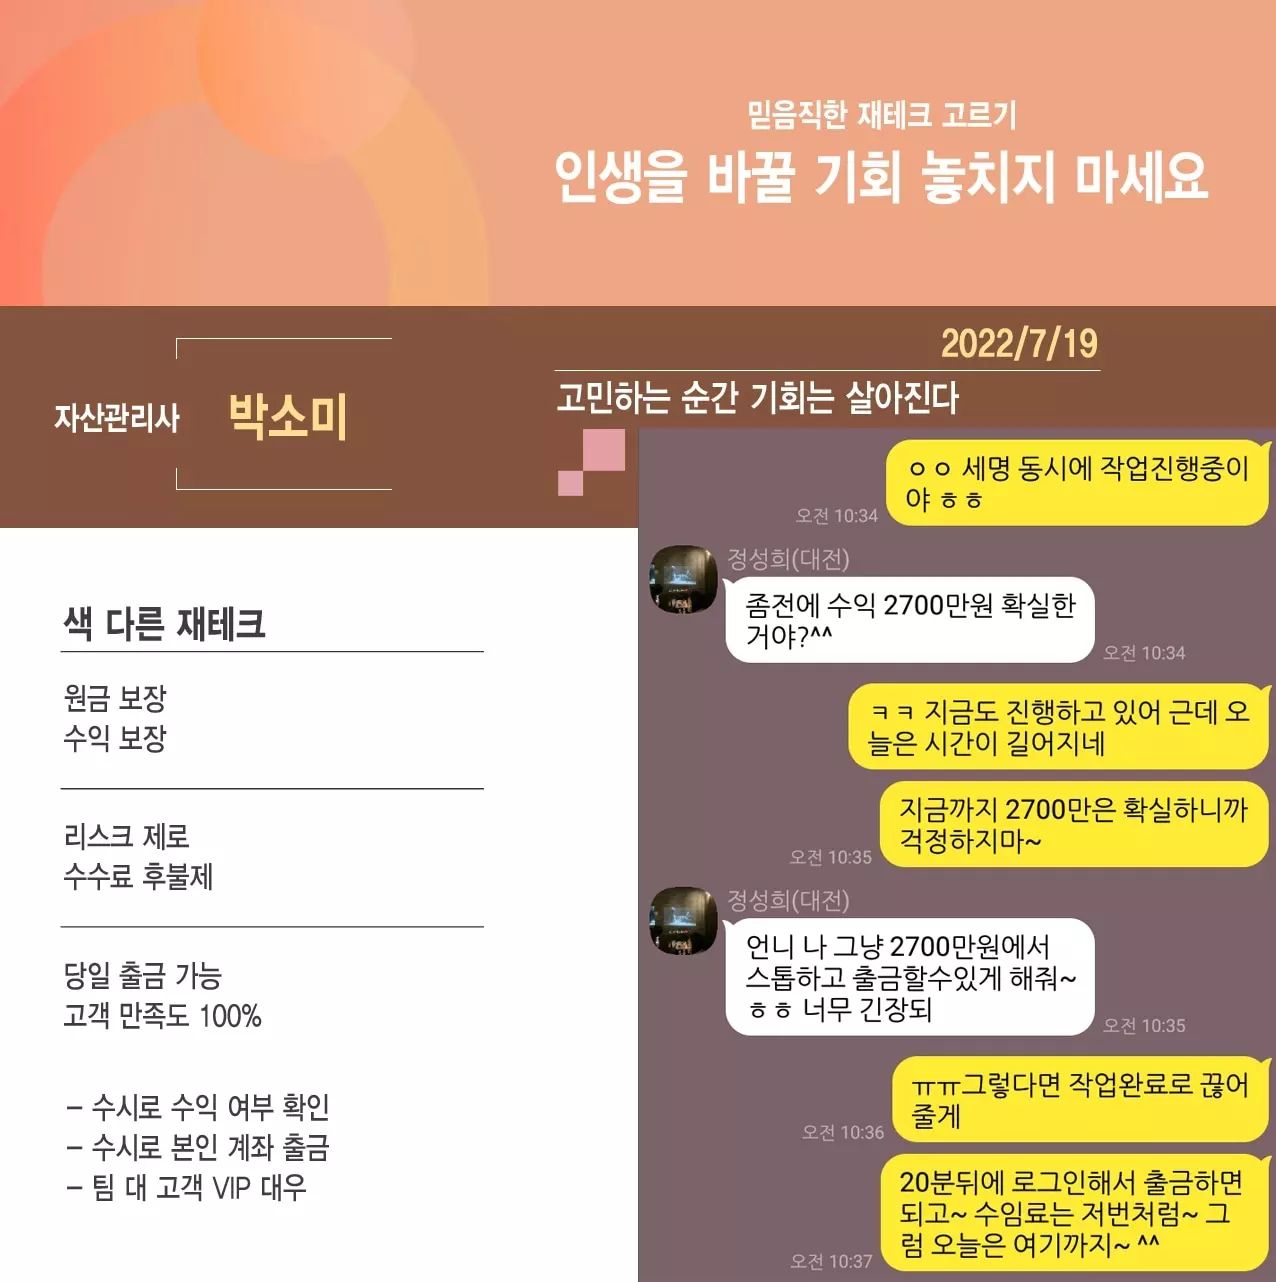 믿음직한 재테크 고르기
인생을 바꿀 기회 놓치지 마세요
자산관리사
박소미
2022/7/19
고민하는 순간 기회는 살아진다
색 다른 재테크
원금 보장
수익 보장
리스크 제로
수수료 후불제
당일 출금 가능
고객 만족도 100%
– 수시로 수익 여부 확인
– 수시로 본인 계좌 출금
– 팀 대 고객 VIP 대우
ㅇㅇ 세명 동시에 작업진행중이
야 ㅎㅎ
오전 10:34
정성희(대전)
좀전에 수익 2700만원 확실한
거야?^^
오전 10:34
ㅋㅋ 지금도 진행하고 있어 근데 오
늘은 시간이 길어지네
지금까지 2700만은 확실하니까
걱정하지마~
오전 10:35
정성희(대전)
언니 나 그냥 2700만원에서
스톱하고 출금할수있게 해줘~
ㅎㅎ 너무 긴장되
오전 10:35
ㅠㅠ그렇다면 작업완료로 끊어
줄게
오전 10:36
20분뒤에 로그인해서 출금하면
되고~ 수임료는 저번처럼~ 그
럼 오늘은 여기까지~ ^^
오전 10:37